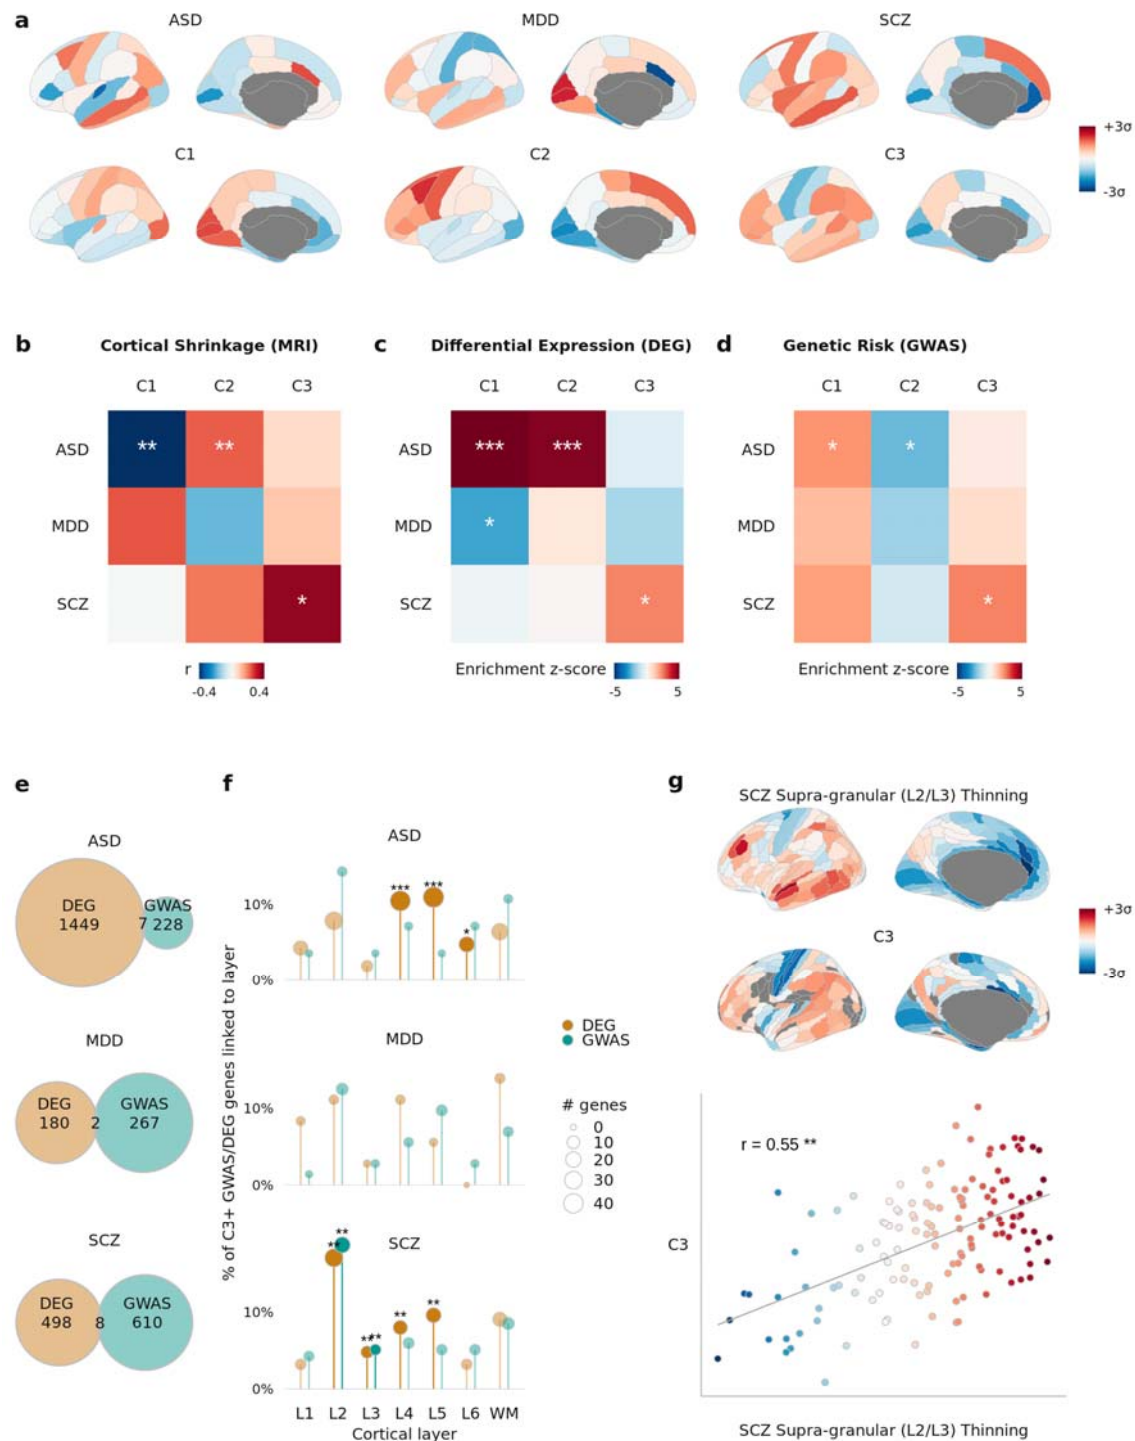 a
ASD
MDD
SCZ
C1
C2
C3
+3σ
-3σ
b
Cortical Shrinkage (MRI)
C1
C2
C3
ASD
**
**
MDD
SCZ
*
r
-0.4
0.4
c
Differential Expression (DEG)
C1
C2
C3
ASD
***
***
MDD
*
SCZ
*
Enrichment z-score
-5
5
d
Genetic Risk (GWAS)
C1
C2
C3
ASD
*
*
MDD
SCZ
*
Enrichment z-score
-5
5
e
ASD
DEG
1449
7
GWAS
228
MDD
DEG
180
2
GWAS
267
SCZ
DEG
498
8
GWAS
610
f
% of C3+ GWAS/DEG genes linked to layer
ASD
10%
0%
***
***
*
MDD
10%
0%
SCZ
10%
0%
**
**
**
**
**
**
L1
L2
L3
L4
L5
L6
WM
Cortical layer
DEG
GWAS
# genes
0
10
20
30
40
g
SCZ Supra-granular (L2/L3) Thinning
C3
+3σ
-3σ
r = 0.55 **
C3
SCZ Supra-granular (L2/L3) Thinning